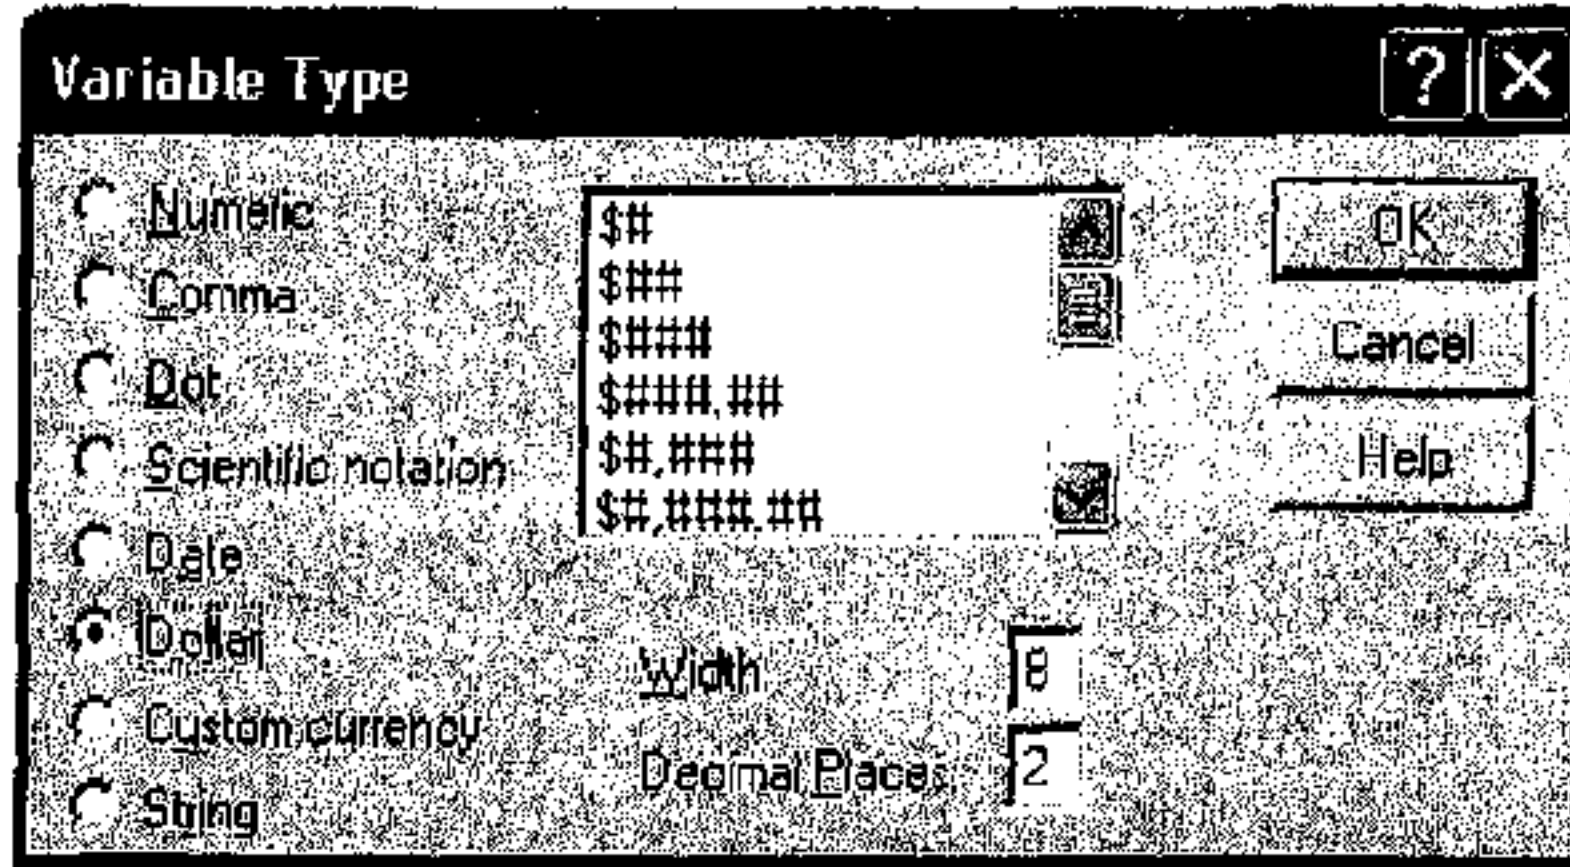 Variable Type
? X
Numeric
Comma
Dot
Scientific notation
Date
Dollar
Custom currency
String
$#
$##
$###
$###.##
$#,###
$#,###.##
Width 8
Decimal Places: 2
OK
Cancel
Help